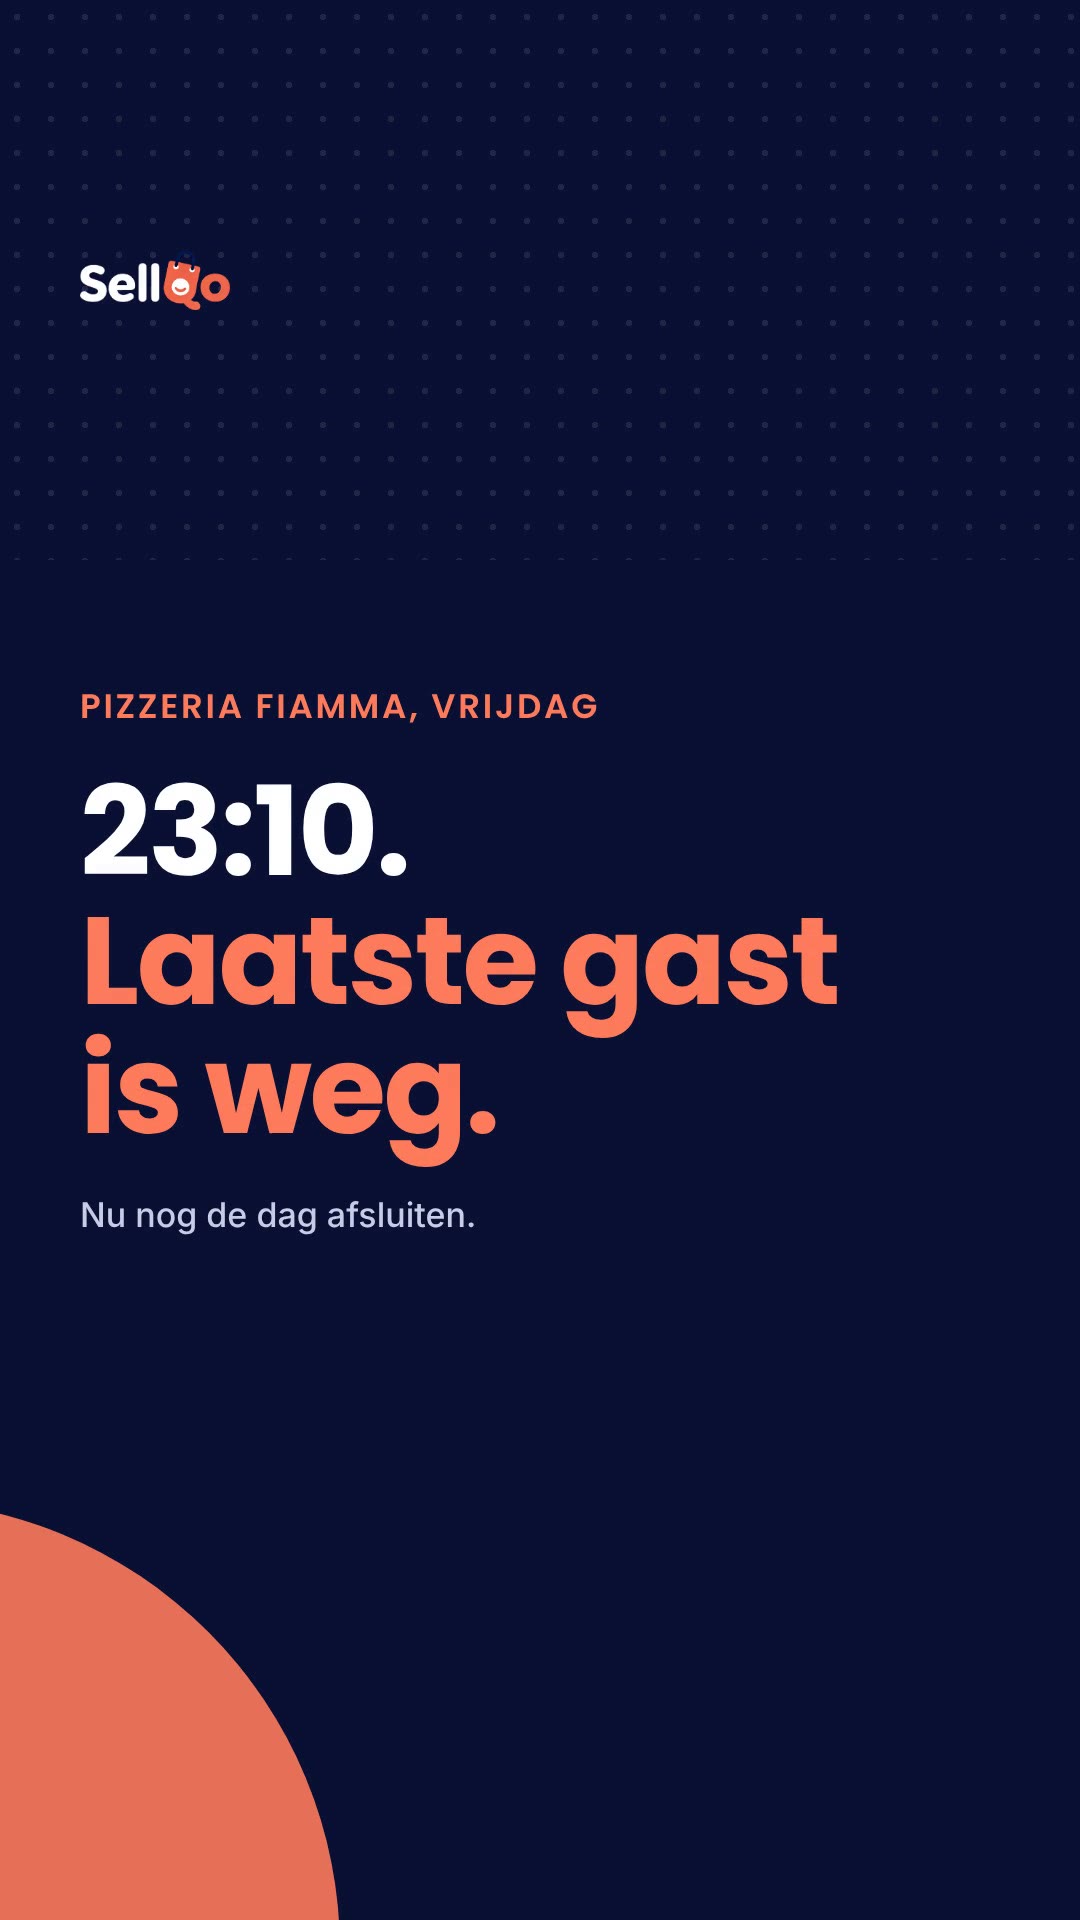 SellQo
PIZZERIA FIAMMA, VRIJDAG
23:10.
Laatste gast
is weg.
Nu nog de dag afsluiten.